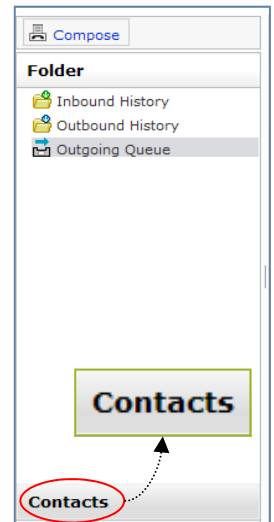 Compose
Folder
Inbound History
Outbound History
Outgoing Queue
Contacts
Contacts